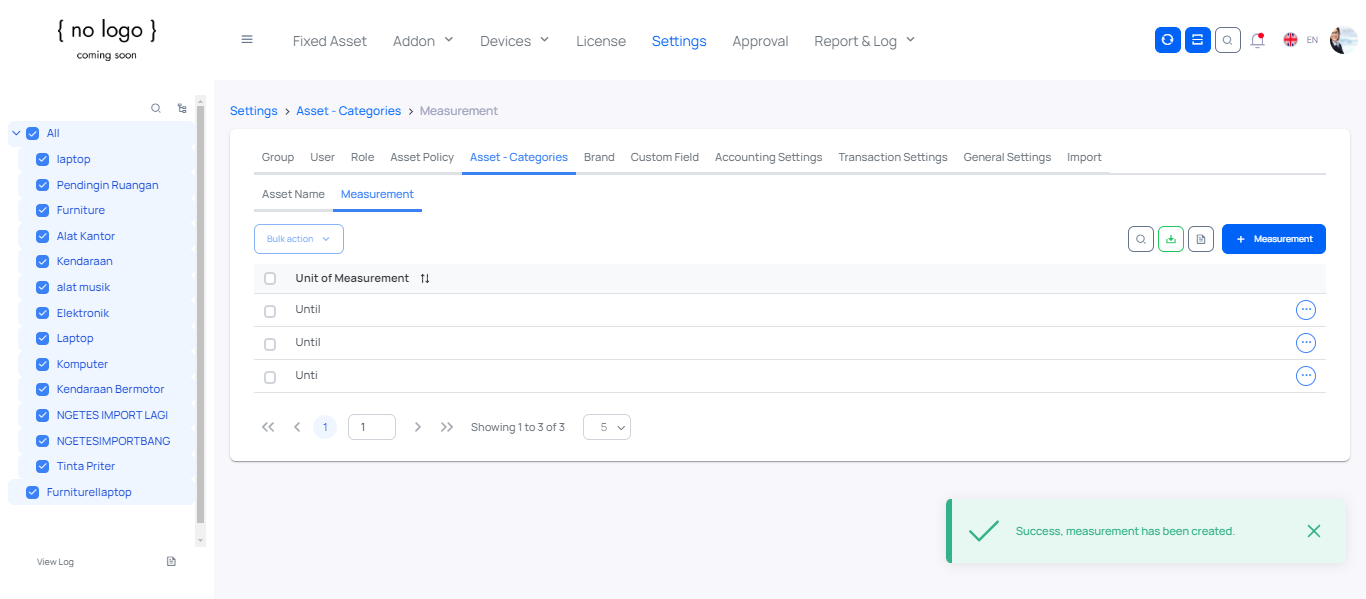 { no logo }
coming soon
Fixed Asset Addon Devices License Settings Approval Report & Log EN
Settings > Asset - Categories > Measurement
All
laptop
Pendingin Ruangan
Furniture
Alat Kantor
Kendaraan
alat musik
Elektronik
Laptop
Komputer
Kendaraan Bermotor
NGETES IMPORT LAGI
NGETESIMPORTBANG
Tinta Priter
Furniturellaptop
View Log
Group User Role Asset Policy Asset - Categories Brand Custom Field Accounting Settings Transaction Settings General Settings Import
Asset Name Measurement
Bulk action + Measurement
Unit of Measurement
Until
Until
Unti
1 1 Showing 1 to 3 of 3 5
Success, measurement has been created.